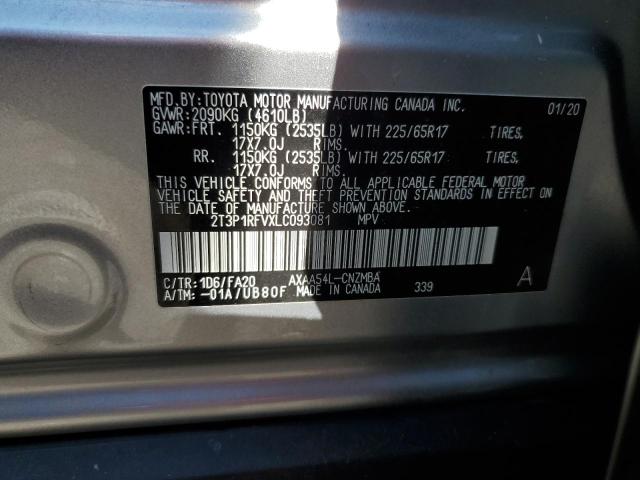 MFD.BY:TOYOTA MOTOR MANUFACTURING CANADA INC. 01/20
GVWR:2090KG (4610LB)
GAWR:FRT. 1150KG (2535LB) WITH 225/65R17 TIRES,
17X7.0J RIMS.
RR. 1150KG (2535LB) WITH 225/65R17 TIRES,
17X7.0J RIMS.
THIS VEHICLE CONFORMS TO ALL APPLICABLE FEDERAL MOTOR
VEHICLE SAFETY AND THEFT PREVENTION STANDARDS IN EFFECT ON
THE DATE OF MANUFACTURE SHOWN ABOVE.
2T3P1RFVXLC093081 MPV
C/TR:1D6/FA20 AXAA54L-CNZMBA A
A/TM:-01A/UB80F MADE IN CANADA 339